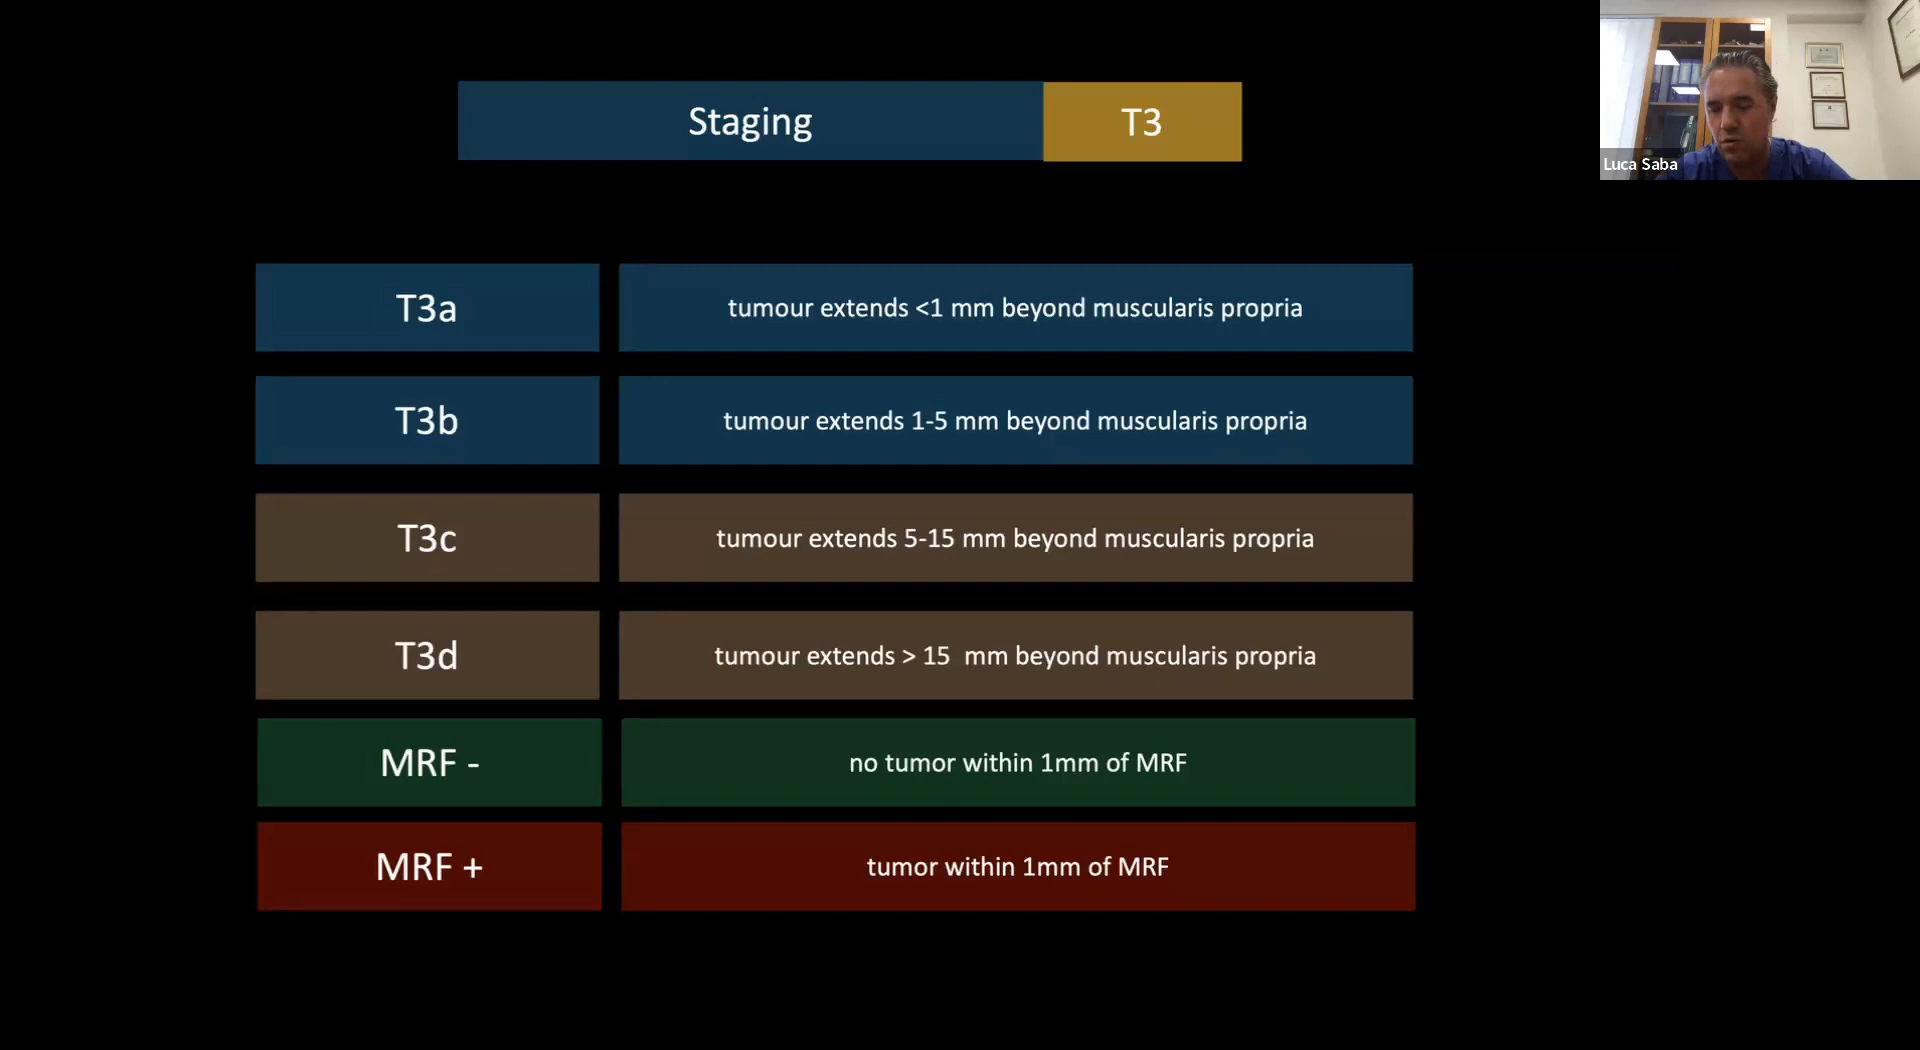 Staging T3
Luca Saba
T3a tumour extends <1 mm beyond muscularis propria
T3b tumour extends 1-5 mm beyond muscularis propria
T3c tumour extends 5-15 mm beyond muscularis propria
T3d tumour extends > 15 mm beyond muscularis propria
MRF - no tumor within 1mm of MRF
MRF + tumor within 1mm of MRF